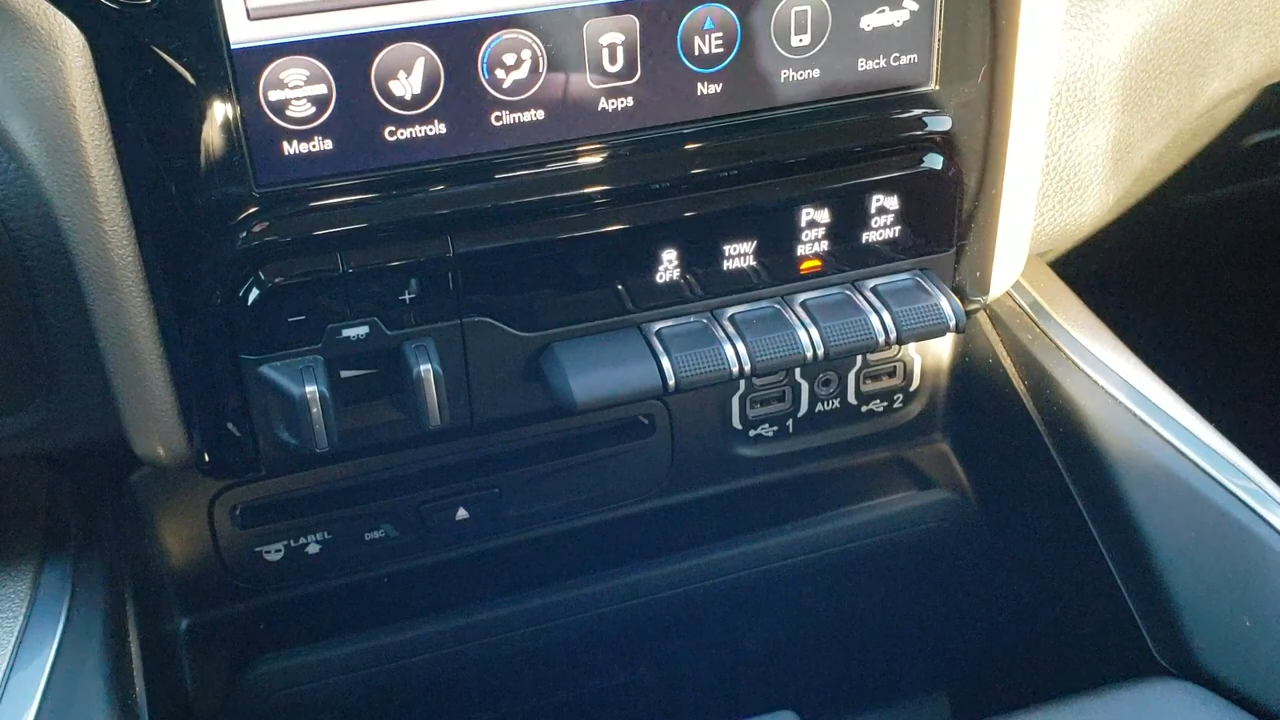 Media
Controls
Climate
Apps
NE
Nav
Phone
Back Cam
OFF
TOW/
HAUL
P
OFF
REAR
P
OFF
FRONT
+
−
AUX
1
2
LABEL
DISC